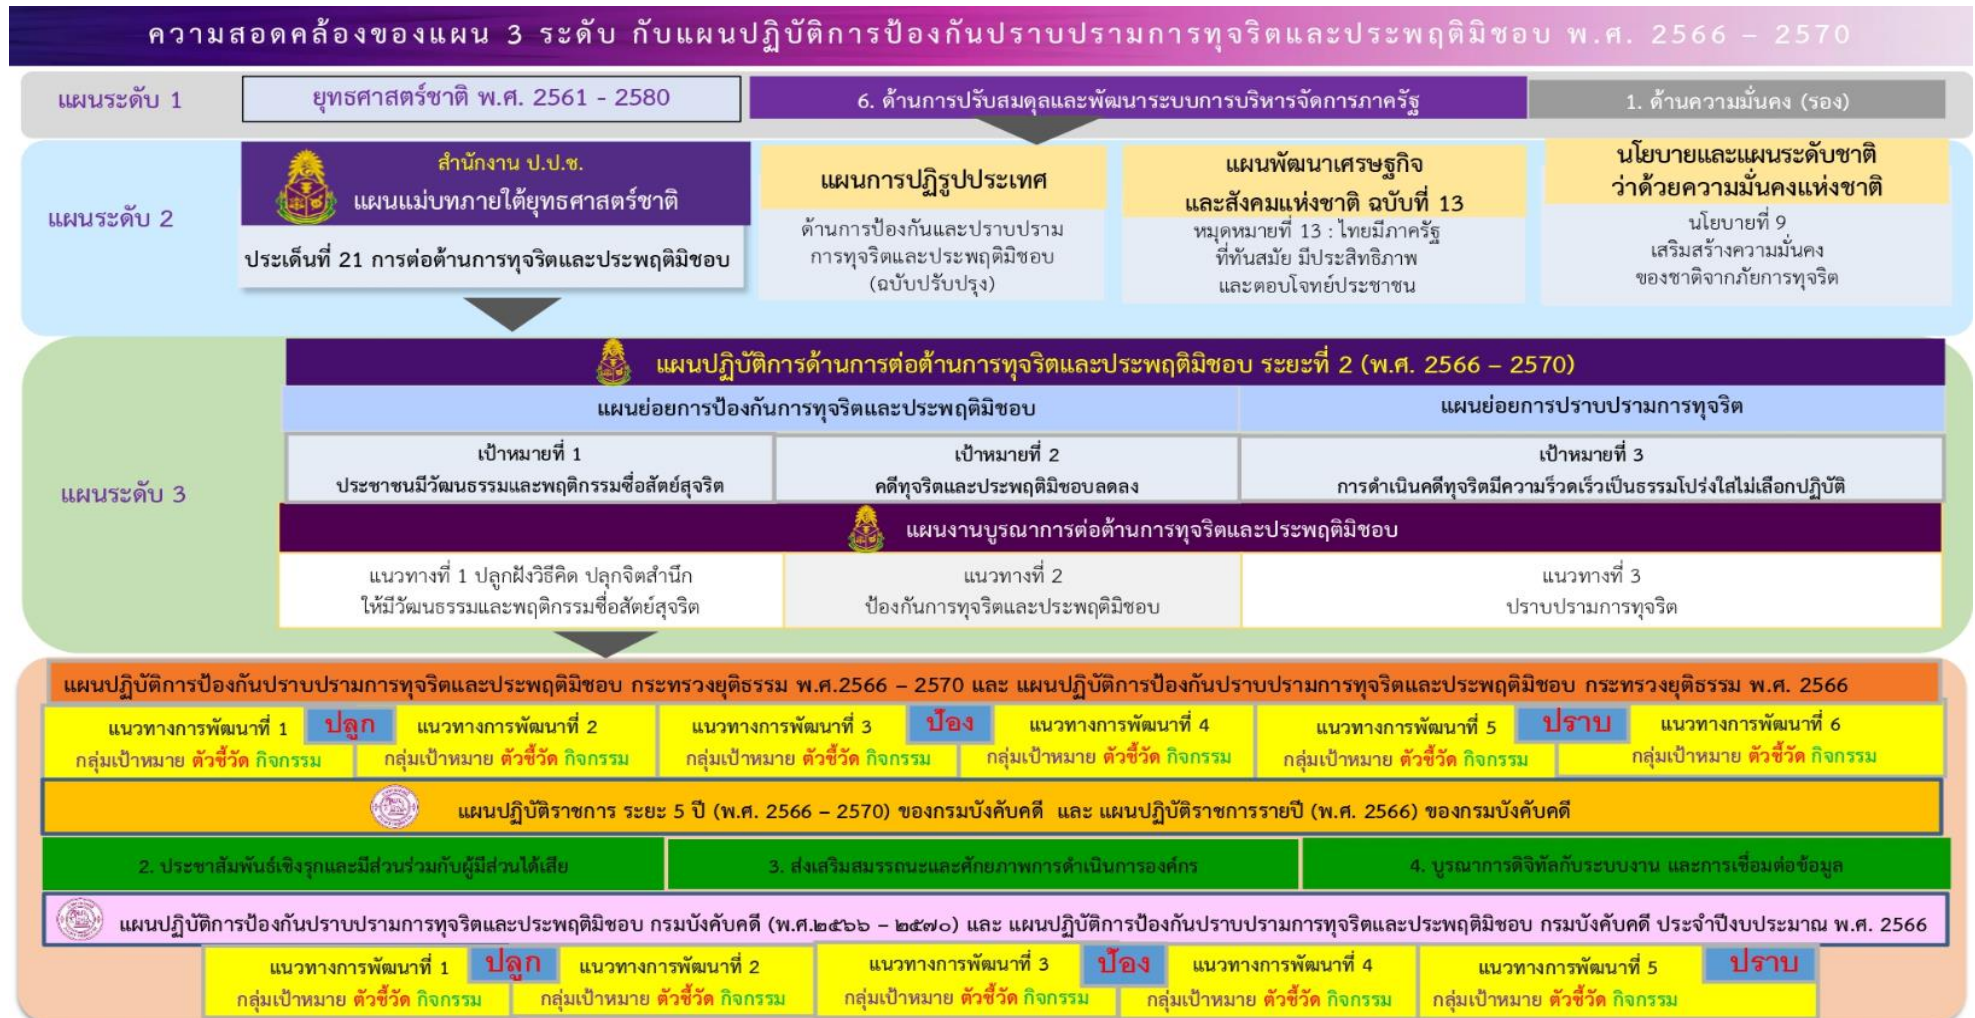 ความสอดคล้องของแผน 3 ระดับ กับแผนปฏิบัติการป้องกันปราบปรามการทุจริตและประพฤติมิชอบ พ.ศ. 2566 – 2570
แผนระดับ 1
ยุทธศาสตร์ชาติ พ.ศ. 2561 - 2580
6. ด้านการปรับสมดุลและพัฒนาระบบการบริหารจัดการภาครัฐ
1. ด้านความมั่นคง (รอง)
แผนระดับ 2
สำนักงาน ป.ป.ช.
แผนแม่บทภายใต้ยุทธศาสตร์ชาติ
ประเด็นที่ 21 การต่อต้านการทุจริตและประพฤติมิชอบ
แผนการปฏิรูปประเทศ
ด้านการป้องกันและปราบปราม
การทุจริตและประพฤติมิชอบ
(ฉบับปรับปรุง)
แผนพัฒนาเศรษฐกิจ
และสังคมแห่งชาติ ฉบับที่ 13
หมุดหมายที่ 13 : ไทยมีภาครัฐ
ที่ทันสมัย มีประสิทธิภาพ
และตอบโจทย์ประชาชน
นโยบายและแผนระดับชาติ
ว่าด้วยความมั่นคงแห่งชาติ
นโยบายที่ 9
เสริมสร้างความมั่นคง
ของชาติจากภัยการทุจริต
แผนระดับ 3
แผนปฏิบัติการด้านการต่อต้านการทุจริตและประพฤติมิชอบ ระยะที่ 2 (พ.ศ. 2566 – 2570)
แผนย่อยการป้องกันการทุจริตและประพฤติมิชอบ
แผนย่อยการปราบปรามการทุจริต
เป้าหมายที่ 1
ประชาชนมีวัฒนธรรมและพฤติกรรมซื่อสัตย์สุจริต
เป้าหมายที่ 2
คดีทุจริตและประพฤติมิชอบลดลง
เป้าหมายที่ 3
การดำเนินคดีทุจริตมีความร็วดเร็วเป็นธรรมโปร่งใสไม่เลือกปฏิบัติ
แผนงานบูรณาการต่อต้านการทุจริตและประพฤติมิชอบ
แนวทางที่ 1 ปลูกฝังวิธีคิด ปลุกจิตสำนึก
ให้มีวัฒนธรรมและพฤติกรรมซื่อสัตย์สุจริต
แนวทางที่ 2
ป้องกันการทุจริตและประพฤติมิชอบ
แนวทางที่ 3
ปราบปรามการทุจริต
แผนปฏิบัติการป้องกันปราบปรามการทุจริตและประพฤติมิชอบ กระทรวงยุติธรรม พ.ศ.2566 – 2570 และ แผนปฏิบัติการป้องกันปราบปรามการทุจริตและประพฤติมิชอบ กระทรวงยุติธรรม พ.ศ. 2566
แนวทางการพัฒนาที่ 1 ปลูก แนวทางการพัฒนาที่ 2 แนวทางการพัฒนาที่ 3 ป้อง แนวทางการพัฒนาที่ 4 แนวทางการพัฒนาที่ 5 ปราบ แนวทางการพัฒนาที่ 6
กลุ่มเป้าหมาย ตัวชี้วัด กิจกรรม กลุ่มเป้าหมาย ตัวชี้วัด กิจกรรม กลุ่มเป้าหมาย ตัวชี้วัด กิจกรรม กลุ่มเป้าหมาย ตัวชี้วัด กิจกรรม กลุ่มเป้าหมาย ตัวชี้วัด กิจกรรม กลุ่มเป้าหมาย ตัวชี้วัด กิจกรรม
แผนปฏิบัติราชการ ระยะ 5 ปี (พ.ศ. 2566 – 2570) ของกรมบังคับคดี และ แผนปฏิบัติราชการรายปี (พ.ศ. 2566) ของกรมบังคับคดี
2. ประชาสัมพันธ์เชิงรุกและมีส่วนร่วมกับผู้มีส่วนได้เสีย
3. ส่งเสริมสมรรถนะและศักยภาพการดำเนินการองค์กร
4. บูรณาการดิจิทัลกับระบบงาน และการเชื่อมต่อข้อมูล
แผนปฏิบัติการป้องกันปราบปรามการทุจริตและประพฤติมิชอบ กรมบังคับคดี (พ.ศ.๒๕๖๖ – ๒๕๗๐) และ แผนปฏิบัติการป้องกันปราบปรามการทุจริตและประพฤติมิชอบ กรมบังคับคดี ประจำปีงบประมาณ พ.ศ. 2566
แนวทางการพัฒนาที่ 1 ปลูก แนวทางการพัฒนาที่ 2 แนวทางการพัฒนาที่ 3 ป้อง แนวทางการพัฒนาที่ 4 แนวทางการพัฒนาที่ 5 ปราบ
กลุ่มเป้าหมาย ตัวชี้วัด กิจกรรม กลุ่มเป้าหมาย ตัวชี้วัด กิจกรรม กลุ่มเป้าหมาย ตัวชี้วัด กิจกรรม กลุ่มเป้าหมาย ตัวชี้วัด กิจกรรม กลุ่มเป้าหมาย ตัวชี้วัด กิจกรรม